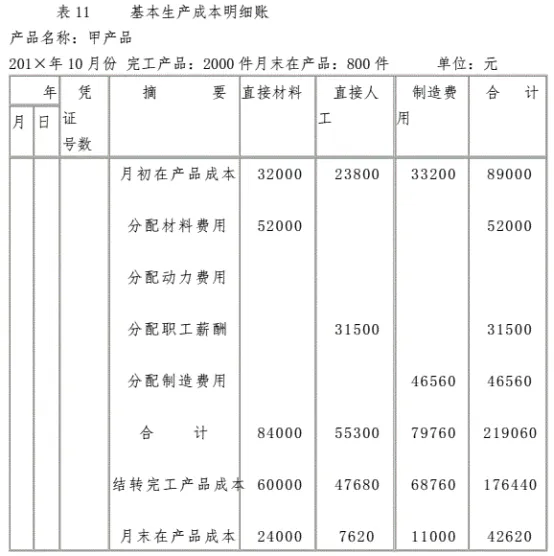 表 11 基本生产成本明细账
产品名称：甲产品
201×年 10 月份 完工产品：2000 件月末在产品：800 件 单位：元
年 凭 摘 要 直接材料 直接人 制造费 合 计
月 日 证 工 用
号数
月初在产品成本 32000 23800 33200 89000
分配材料费用 52000 52000
分配动力费用
分配职工薪酬 31500 31500
分配制造费用 46560 46560
合 计 84000 55300 79760 219060
结转完工产品成本 60000 47680 68760 176440
月末在产品成本 24000 7620 11000 42620